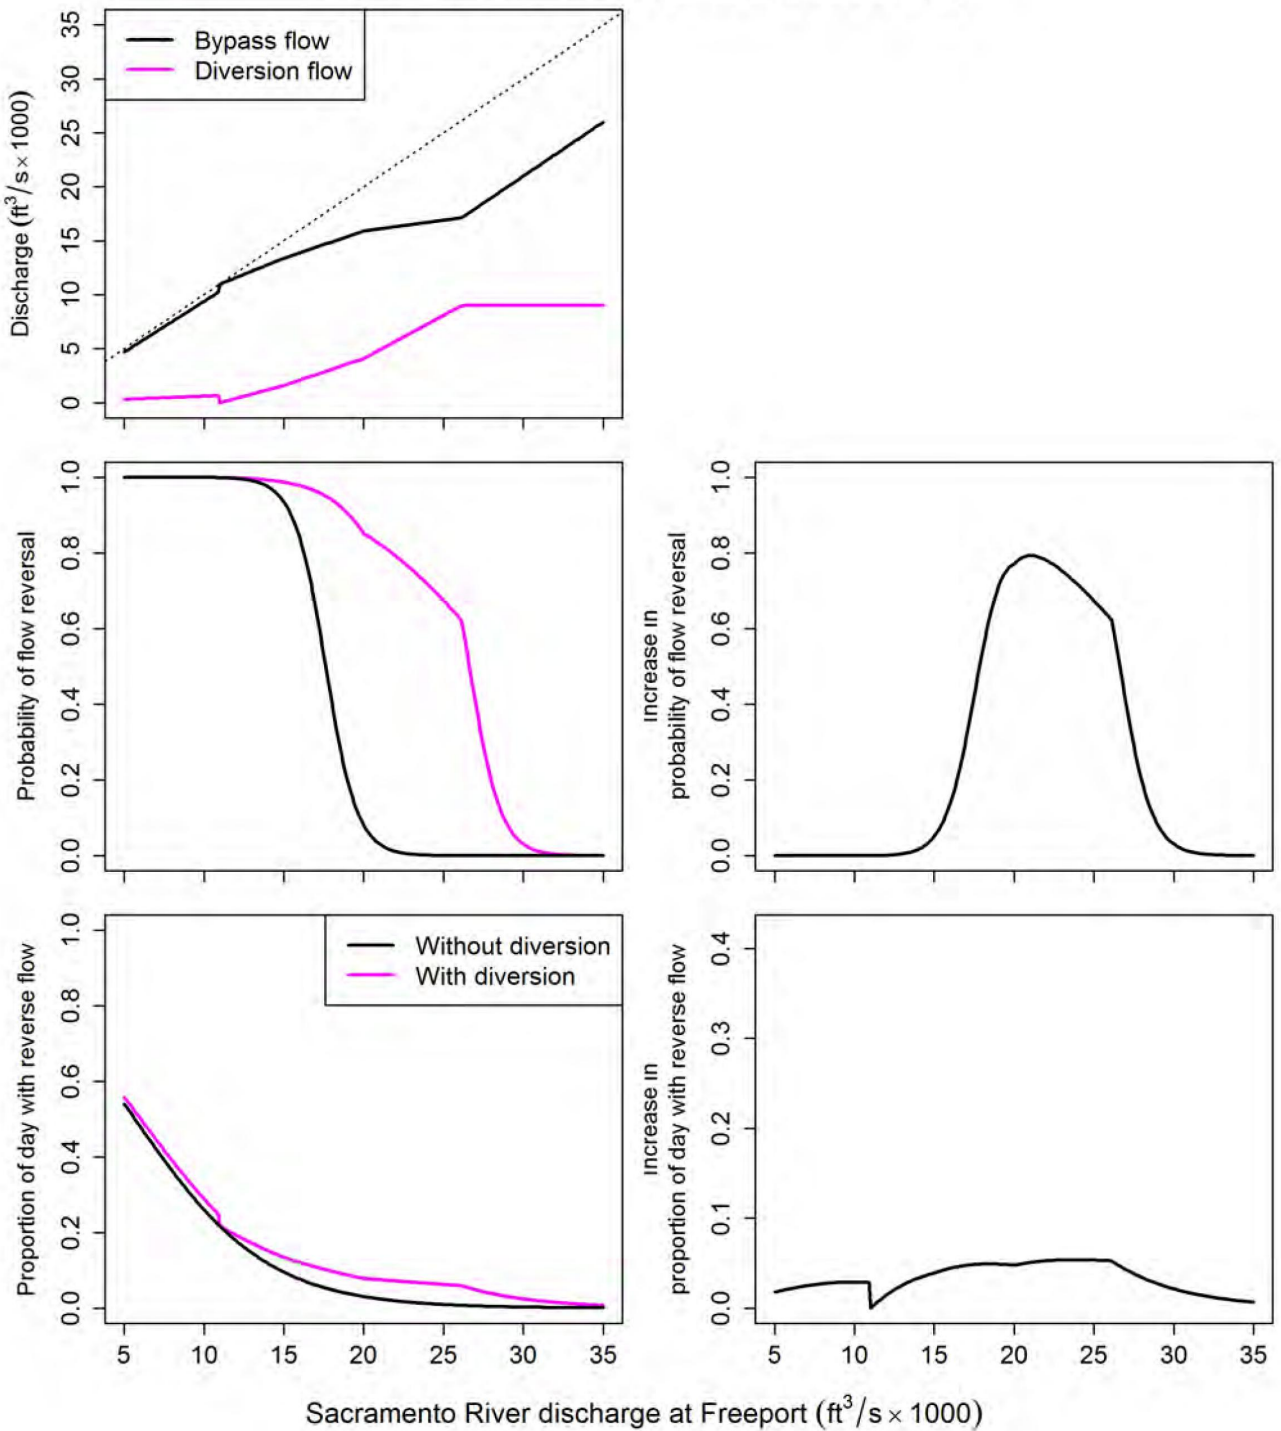 Discharge (ft³/s × 1000)
35
30
25
20
15
10
5
0
Bypass flow
Diversion flow
Probability of flow reversal
1.0
0.8
0.6
0.4
0.2
0.0
increase in
probability of flow reversal
1.0
0.8
0.6
0.4
0.2
0.0
Proportion of day with reverse flow
1.0
0.8
0.6
0.4
0.2
0.0
Without diversion
With diversion
5 10 15 20 25 30 35
increase in
proportion of day with reverse flow
0.4
0.3
0.2
0.1
0.0
5 10 15 20 25 30 35
Sacramento River discharge at Freeport (ft³/s × 1000)